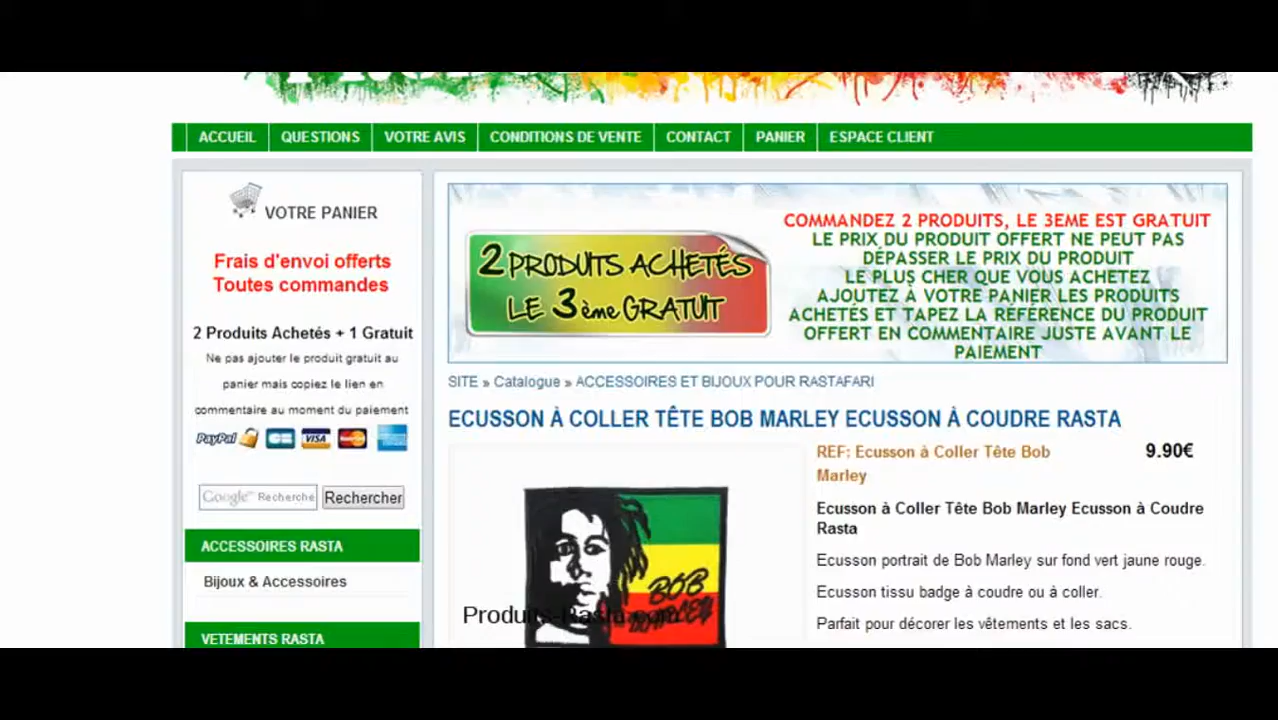 ACCUEIL QUESTIONS VOTRE AVIS CONDITIONS DE VENTE CONTACT PANIER ESPACE CLIENT
VOTRE PANIER
Frais d'envoi offerts
Toutes commandes
2 Produits Achetés + 1 Gratuit
Ne pas ajouter le produit gratuit au
panier mais copiez le lien en
commentaire au moment du paiement
PayPal VISA
Google Recherche Rechercher
ACCESSOIRES RASTA
Bijoux & Accessoires
VETEMENTS RASTA
2 PRODUITS ACHETÉS
LE 3ème GRATUIT
COMMANDEZ 2 PRODUITS, LE 3EME EST GRATUIT
LE PRIX DU PRODUIT OFFERT NE PEUT PAS
DÉPASSER LE PRIX DU PRODUIT
LE PLUS CHER QUE VOUS ACHETEZ
AJOUTEZ À VOTRE PANIER LES PRODUITS
ACHETÉS ET TAPEZ LA RÉFÉRENCE DU PRODUIT
OFFERT EN COMMENTAIRE JUSTE AVANT LE
PAIEMENT
SITE » Catalogue » ACCESSOIRES ET BIJOUX POUR RASTAFARI
ECUSSON À COLLER TÊTE BOB MARLEY ECUSSON À COUDRE RASTA
BOB
MARLEY
Produits-Rasta.com
REF: Ecusson à Coller Tête Bob
Marley
9.90€
Ecusson à Coller Tête Bob Marley Ecusson à Coudre
Rasta
Ecusson portrait de Bob Marley sur fond vert jaune rouge.
Ecusson tissu badge à coudre ou à coller.
Parfait pour décorer les vêtements et les sacs.